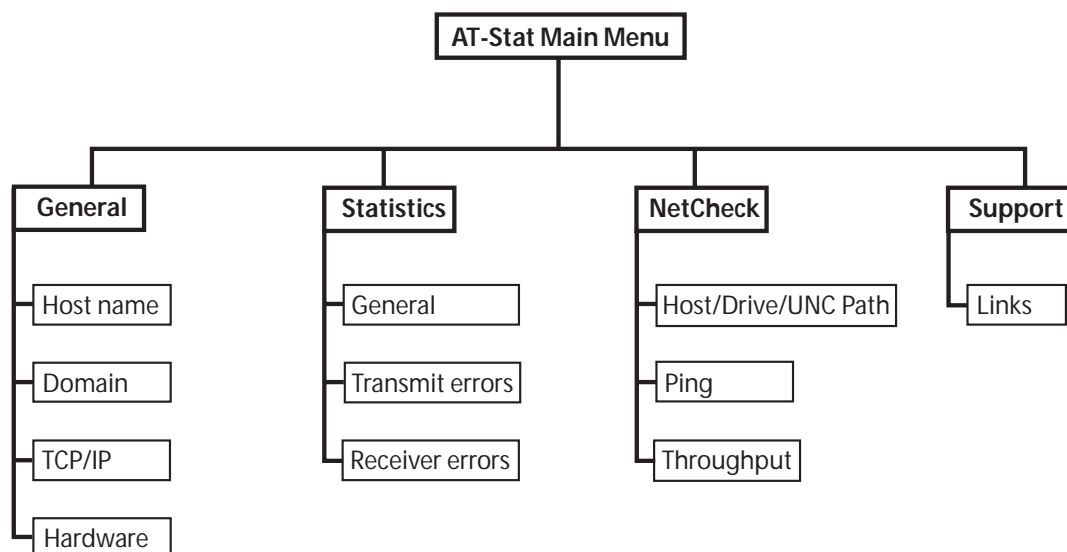 AT-Stat Main Menu
General
Statistics
NetCheck
Support
Host name
General
Host/Drive/UNC Path
Links
Domain
Transmit errors
Ping
TCP/IP
Receiver errors
Throughput
Hardware